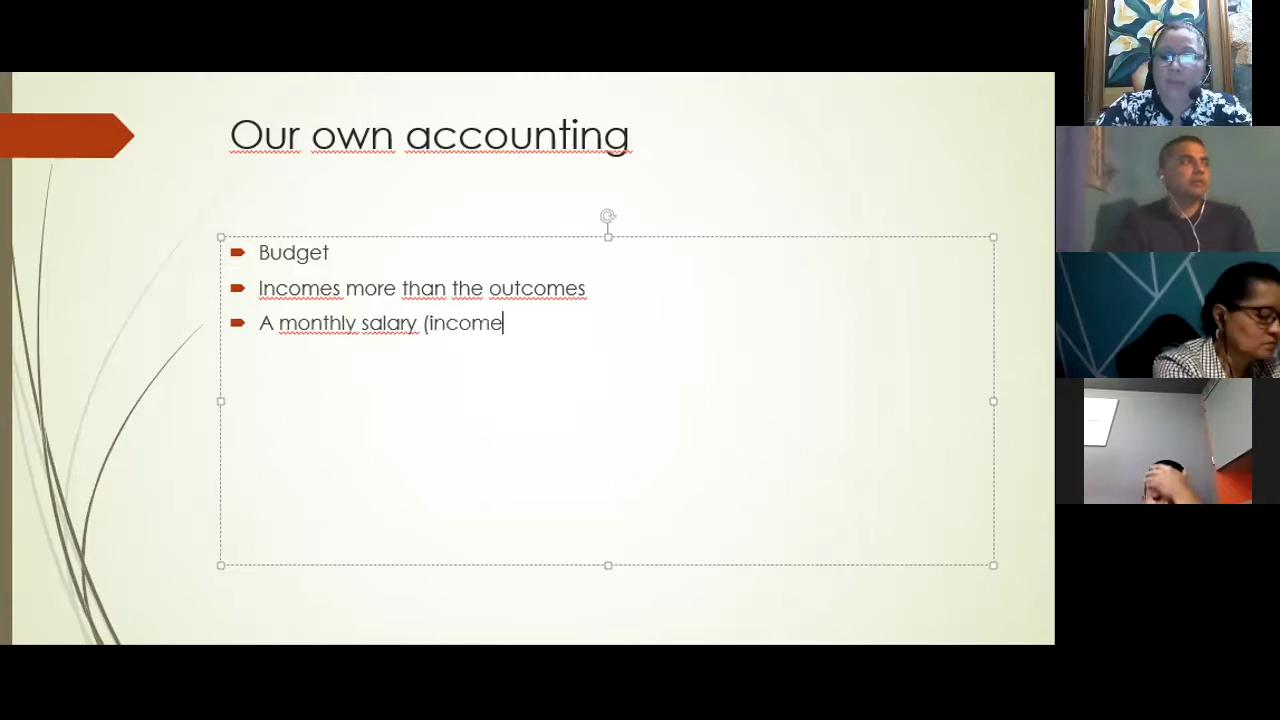 Our own accounting
Budget
Incomes more than the outcomes
A monthly salary (income